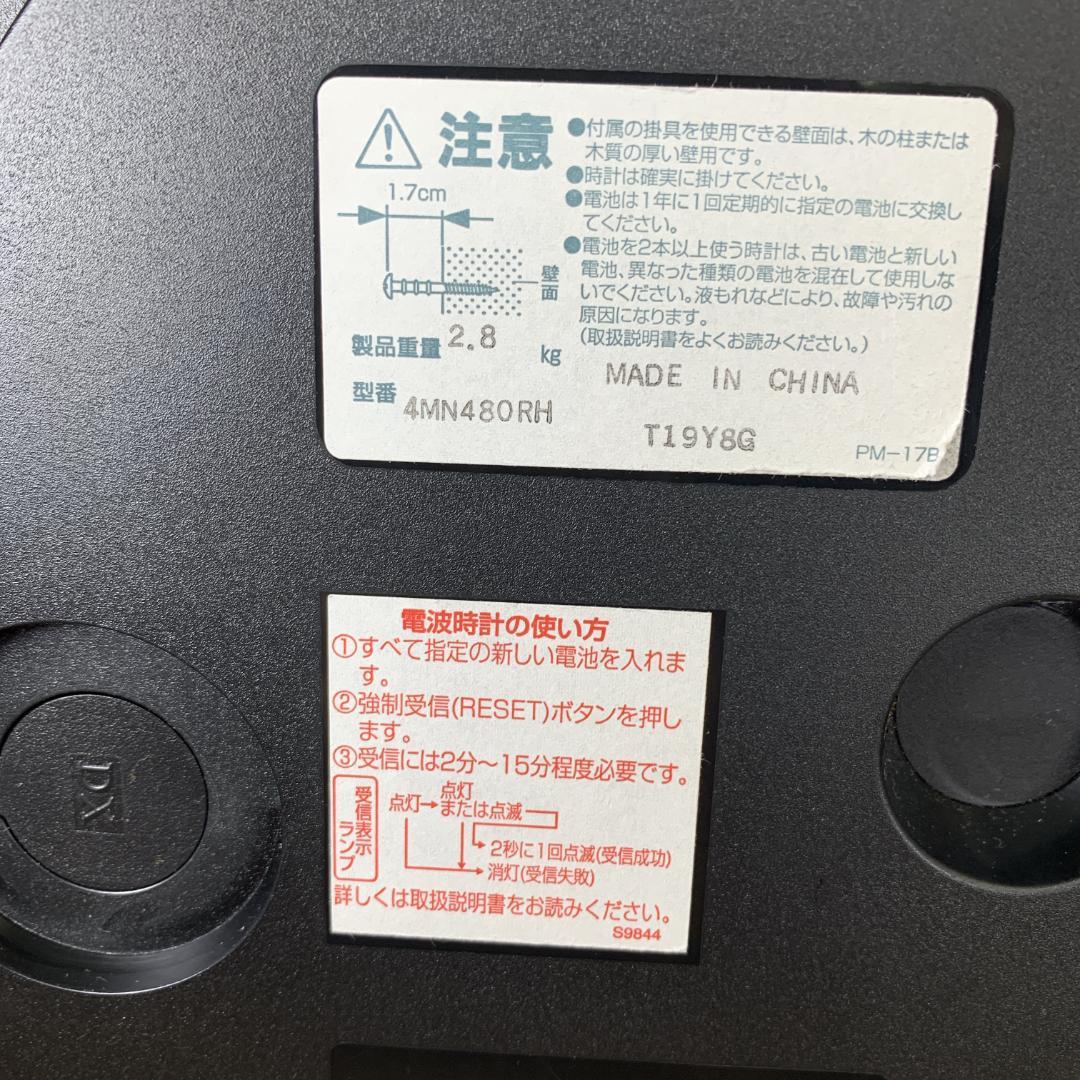 注意
1.7cm
壁面
製品重量 2.8 kg
型番 4MN480RH
●付属の掛具を使用できる壁面は、木の柱または
木質の厚い壁用です。
●時計は確実に掛けてください。
●電池は1年に1回定期的に指定の電池に交換し
てください。
●電池を2本以上使う時計は、古い電池と新しい
電池、異なった種類の電池を混在して使用しな
いでください。液もれなどにより、故障や汚れの
原因になります。
(取扱説明書をよくお読みください。)
MADE IN CHINA
T19Y8G
PM-17B
電波時計の使い方
①すべて指定の新しい電池を入れま
す。
②強制受信(RESET)ボタンを押し
ます。
③受信には2分〜15分程度必要です。
受信表示
ランプ
点灯→
点灯
または点滅
2秒に1回点滅(受信成功)
消灯(受信失敗)
詳しくは取扱説明書をお読みください。
S9844
DX